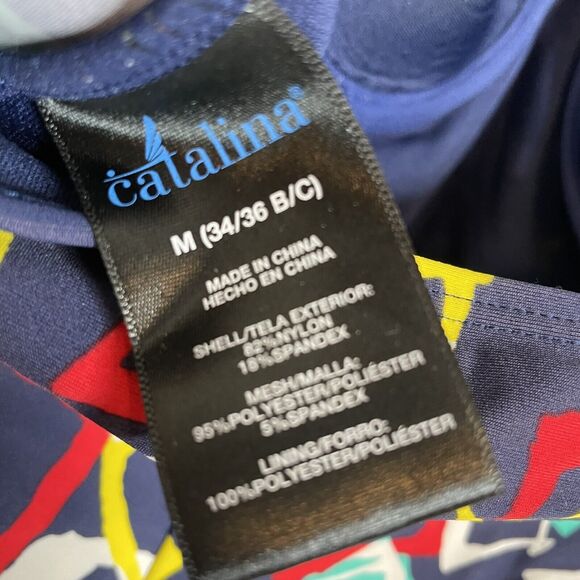 catalina®
M (34/36 B/C)
MADE IN CHINA
HECHO EN CHINA
SHELL/TELA EXTERIOR:
82%NYLON
18%SPANDEX
MESH/MALLA:
95%POLYESTER/POLIÉSTER
5%SPANDEX
LINING/FORRO:
100%POLYESTER/POLIÉSTER